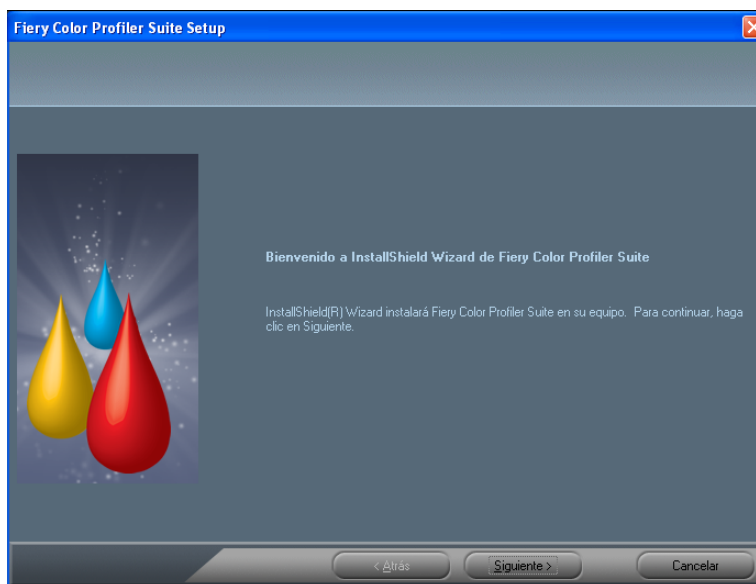 Fiery Color Profiler Suite Setup
Bienvenido a InstallShield Wizard de Fiery Color Profiler Suite
InstallShield(R) Wizard instalará Fiery Color Profiler Suite en su equipo. Para continuar, haga
clic en Siguiente.
< Atrás
Siguiente >
Cancelar